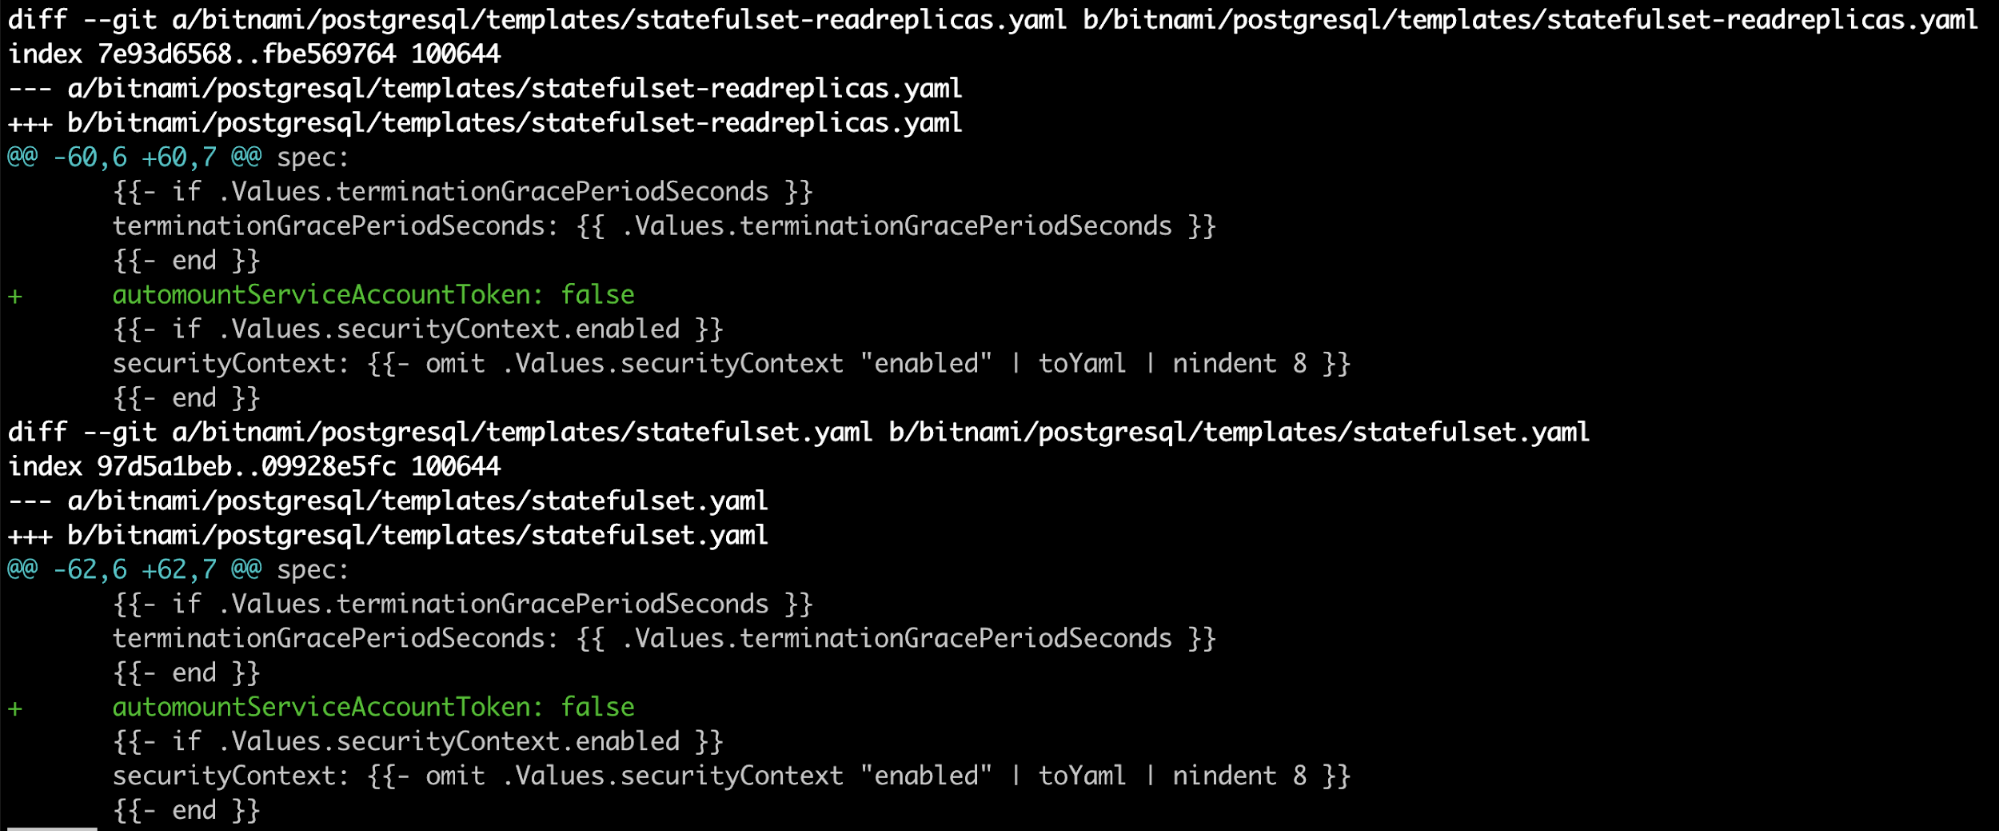 diff --git a/bitnami/postgresql/templates/statefulset-readreplicas.yaml b/bitnami/postgresql/templates/statefulset-readreplicas.yaml
index 7e93d6568..fbe569764 100644
--- a/bitnami/postgresql/templates/statefulset-readreplicas.yaml
+++ b/bitnami/postgresql/templates/statefulset-readreplicas.yaml
@@ -60,6 +60,7 @@ spec:
       {{- if .Values.terminationGracePeriodSeconds }}
       terminationGracePeriodSeconds: {{ .Values.terminationGracePeriodSeconds }}
       {{- end }}
+      automountServiceAccountToken: false
       {{- if .Values.securityContext.enabled }}
       securityContext: {{- omit .Values.securityContext "enabled" | toYaml | nindent 8 }}
       {{- end }}
diff --git a/bitnami/postgresql/templates/statefulset.yaml b/bitnami/postgresql/templates/statefulset.yaml
index 97d5a1beb..09928e5fc 100644
--- a/bitnami/postgresql/templates/statefulset.yaml
+++ b/bitnami/postgresql/templates/statefulset.yaml
@@ -62,6 +62,7 @@ spec:
       {{- if .Values.terminationGracePeriodSeconds }}
       terminationGracePeriodSeconds: {{ .Values.terminationGracePeriodSeconds }}
       {{- end }}
+      automountServiceAccountToken: false
       {{- if .Values.securityContext.enabled }}
       securityContext: {{- omit .Values.securityContext "enabled" | toYaml | nindent 8 }}
       {{- end }}